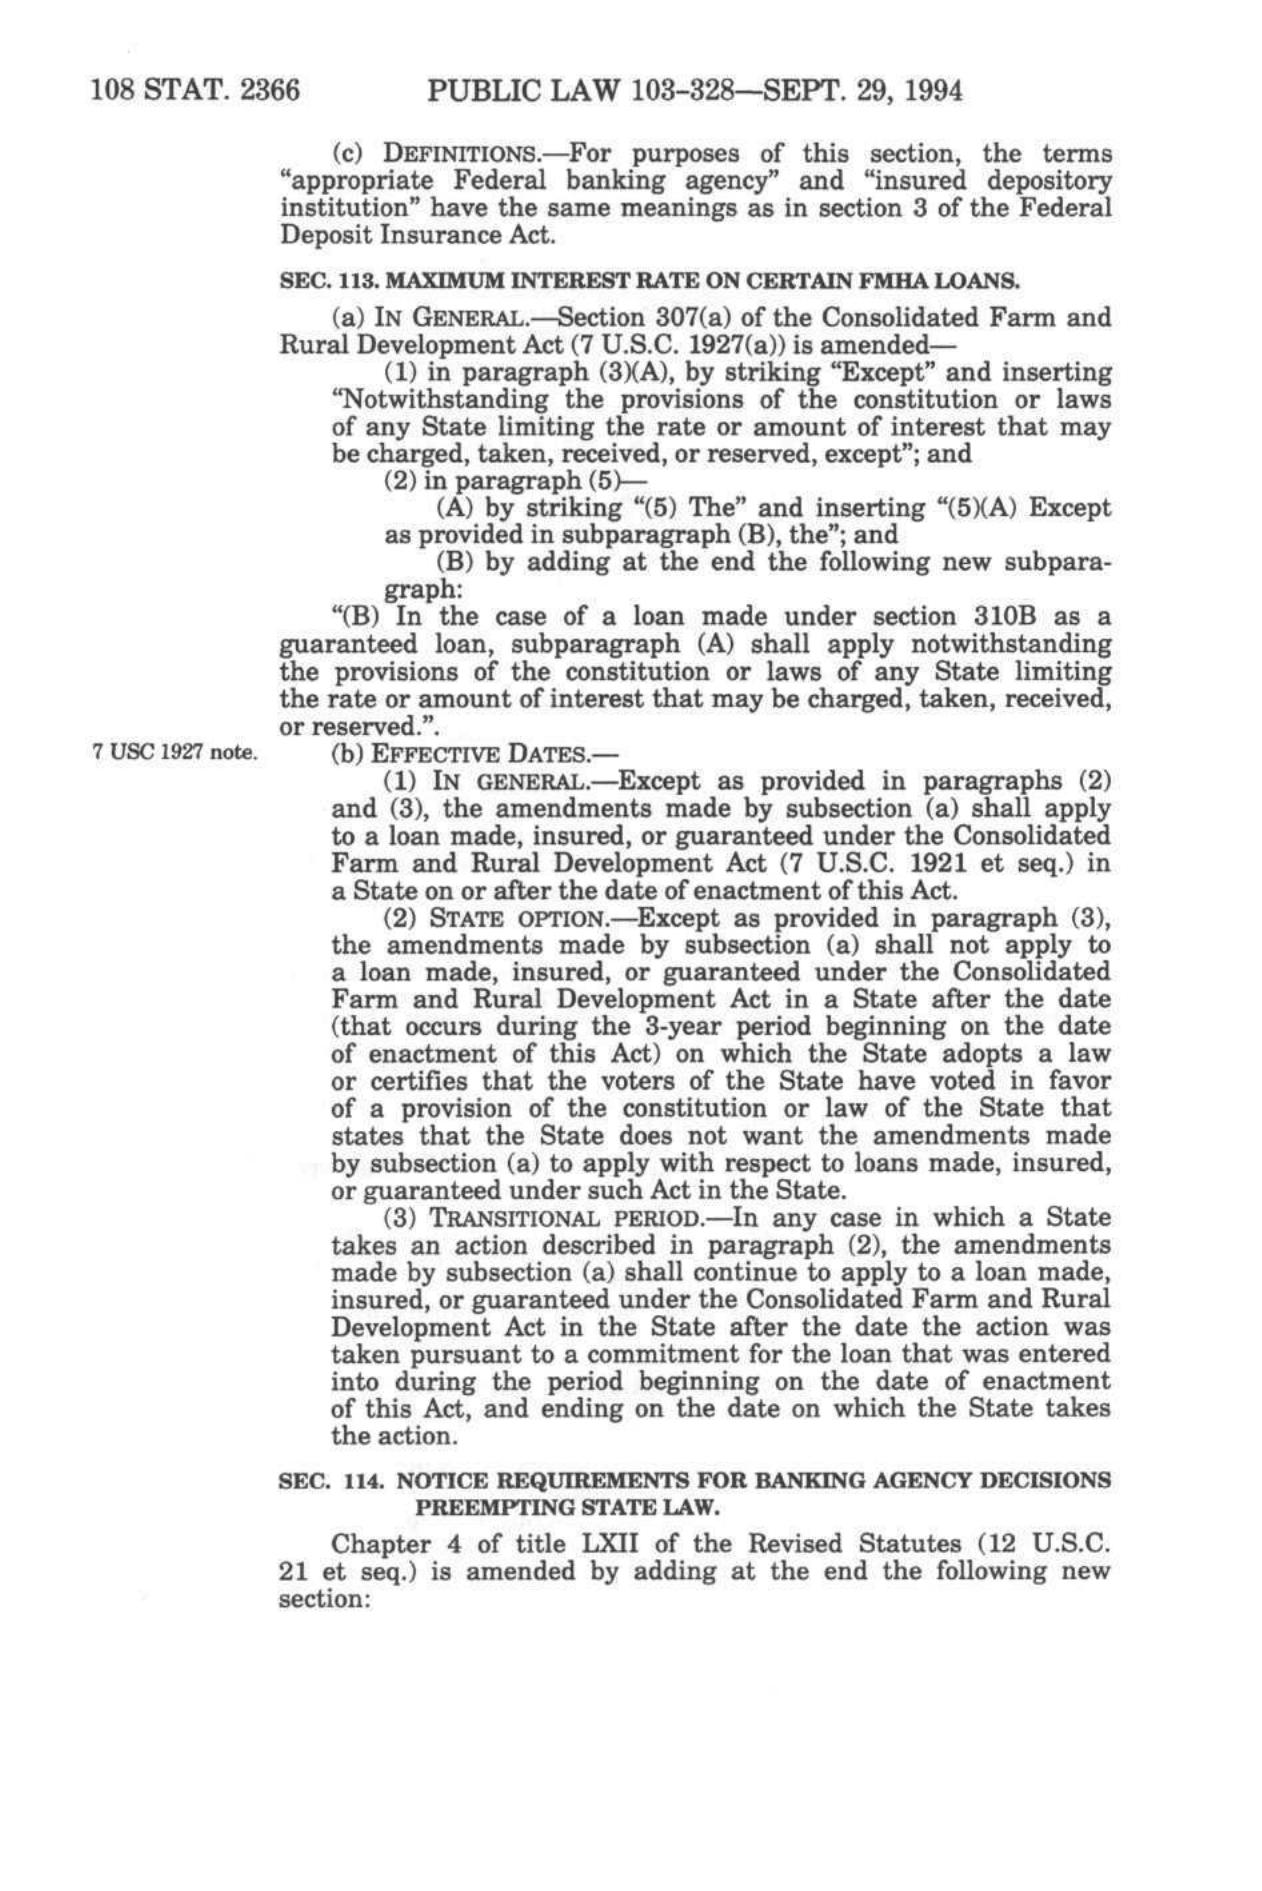 108 STAT. 2366 PUBLIC LAW 103–328—SEPT. 29, 1994
(c) DEFINITIONS.—For purposes of this section, the terms
“appropriate Federal banking agency” and “insured depository
institution” have the same meanings as in section 3 of the Federal
Deposit Insurance Act.
SEC. 113. MAXIMUM INTEREST RATE ON CERTAIN FMHA LOANS.
(a) IN GENERAL.—Section 307(a) of the Consolidated Farm and
Rural Development Act (7 U.S.C. 1927(a)) is amended—
(1) in paragraph (3)(A), by striking “Except” and inserting
“Notwithstanding the provisions of the constitution or laws
of any State limiting the rate or amount of interest that may
be charged, taken, received, or reserved, except”; and
(2) in paragraph (5)—
(A) by striking “(5) The” and inserting “(5)(A) Except
as provided in subparagraph (B), the”; and
(B) by adding at the end the following new subpara-
graph:
“(B) In the case of a loan made under section 310B as a
guaranteed loan, subparagraph (A) shall apply notwithstanding
the provisions of the constitution or laws of any State limiting
the rate or amount of interest that may be charged, taken, received,
or reserved.”.
7 USC 1927 note.
(b) EFFECTIVE DATES.—
(1) IN GENERAL.—Except as provided in paragraphs (2)
and (3), the amendments made by subsection (a) shall apply
to a loan made, insured, or guaranteed under the Consolidated
Farm and Rural Development Act (7 U.S.C. 1921 et seq.) in
a State on or after the date of enactment of this Act.
(2) STATE OPTION.—Except as provided in paragraph (3),
the amendments made by subsection (a) shall not apply to
a loan made, insured, or guaranteed under the Consolidated
Farm and Rural Development Act in a State after the date
(that occurs during the 3-year period beginning on the date
of enactment of this Act) on which the State adopts a law
or certifies that the voters of the State have voted in favor
of a provision of the constitution or law of the State that
states that the State does not want the amendments made
by subsection (a) to apply with respect to loans made, insured,
or guaranteed under such Act in the State.
(3) TRANSITIONAL PERIOD.—In any case in which a State
takes an action described in paragraph (2), the amendments
made by subsection (a) shall continue to apply to a loan made,
insured, or guaranteed under the Consolidated Farm and Rural
Development Act in the State after the date the action was
taken pursuant to a commitment for the loan that was entered
into during the period beginning on the date of enactment
of this Act, and ending on the date on which the State takes
the action.
SEC. 114. NOTICE REQUIREMENTS FOR BANKING AGENCY DECISIONS
PREEMPTING STATE LAW.
Chapter 4 of title LXII of the Revised Statutes (12 U.S.C.
21 et seq.) is amended by adding at the end the following new
section: